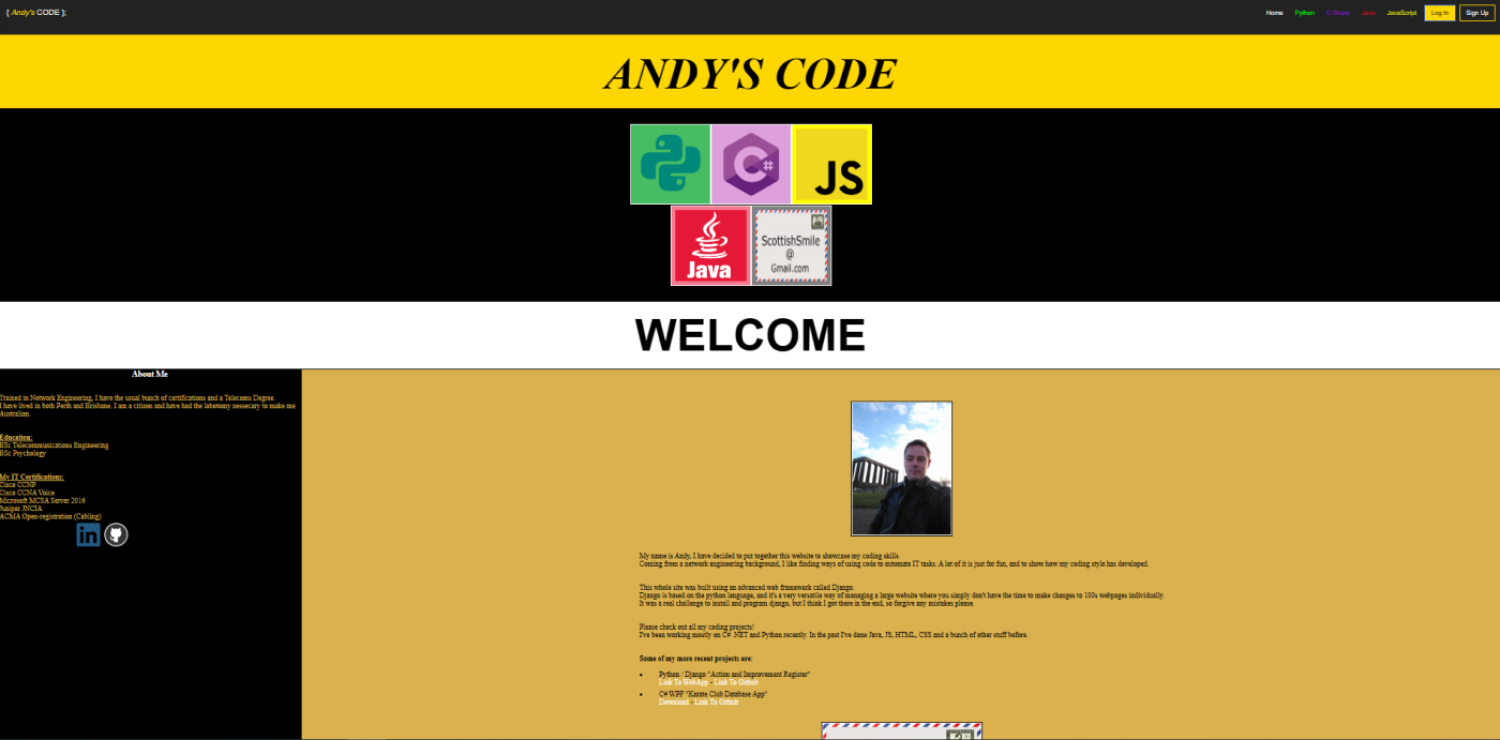 { Andy's CODE };
Home Python C-Sharp Java JavaScript Log In Sign Up
ANDY'S CODE
C#
JS
Java
ScottishSmile
@
Gmail.com
WELCOME
About Me
Trained in Network Engineering, I have the usual bunch of certifications and a Telecoms Degree.
I have lived in both Perth and Brisbane. I am a citizen and have had the lobotomy nessecary to make me
Australian.
Education:
BSc Telecommunications Engineering
BSc Psychology
My IT Certifications:
Cisco CCNP
Cisco CCNA Voice
Microsoft MCSA Server 2016
Juniper JNCIA
ACMA Open-registration (Cabling)
in
My name is Andy, I have decided to put together this website to showcase my coding skills.
Coming from a network engineering background, I like finding ways of using code to automate IT tasks. A lot of it is just for fun, and to show how my coding style has developed.
This whole site was built using an advanced web framework called Django.
Django is based on the python language, and it's a very versatile way of managing a large website where you simply don't have the time to make changes to 100s webpages individually.
It was a real challenge to install and program django, but I think I got there in the end, so forgive any mistakes please.
Please check out all my coding projects!
I've been working mostly on C# .NET and Python recently. In the past I've done Java, JS, HTML, CSS and a bunch of other stuff before.
Some of my more recent projects are:
• Python / Django "Action and Improvement Register"
Link To WebApp - Link To Github
• C# WPF "Karate Club Database App"
Download - Link To Github